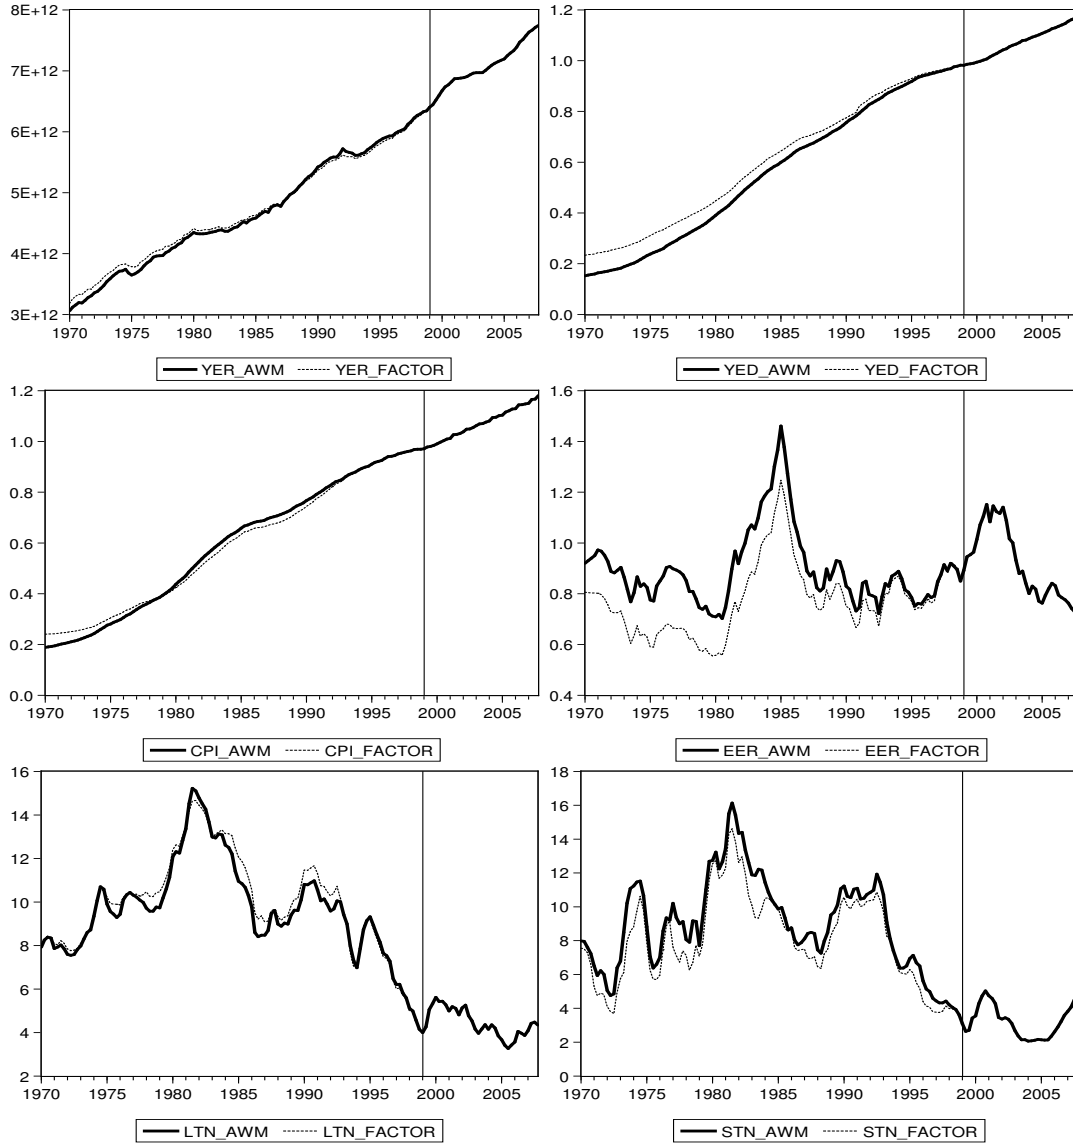 8E+12
7E+12
6E+12
5E+12
4E+12
3E+12
1970 1975 1980 1985 1990 1995 2000 2005
YER_AWM YER_FACTOR
1.2
1.0
0.8
0.6
0.4
0.2
0.0
1970 1975 1980 1985 1990 1995 2000 2005
YED_AWM YED_FACTOR
1.2
1.0
0.8
0.6
0.4
0.2
0.0
1970 1975 1980 1985 1990 1995 2000 2005
CPI_AWM CPI_FACTOR
1.6
1.4
1.2
1.0
0.8
0.6
0.4
1970 1975 1980 1985 1990 1995 2000 2005
EER_AWM EER_FACTOR
16
14
12
10
8
6
4
2
1970 1975 1980 1985 1990 1995 2000 2005
LTN_AWM LTN_FACTOR
18
16
14
12
10
8
6
4
2
0
1970 1975 1980 1985 1990 1995 2000 2005
STN_AWM STN_FACTOR